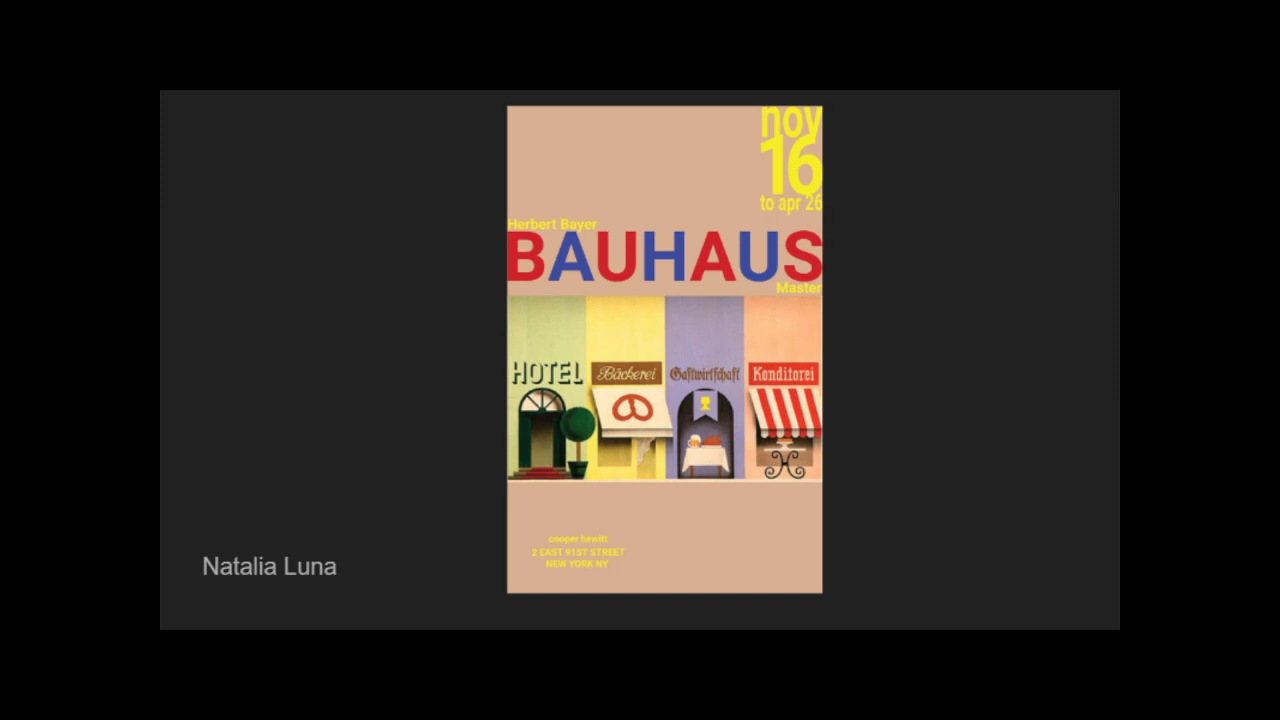 nov
16
to apr 26
Herbert Bayer
BAUHAUS
Master
HOTEL
Bäckerei
Gastwirtschaft
Konditorei
cooper hewitt
2 EAST 91ST STREET
NEW YORK NY
Natalia Luna